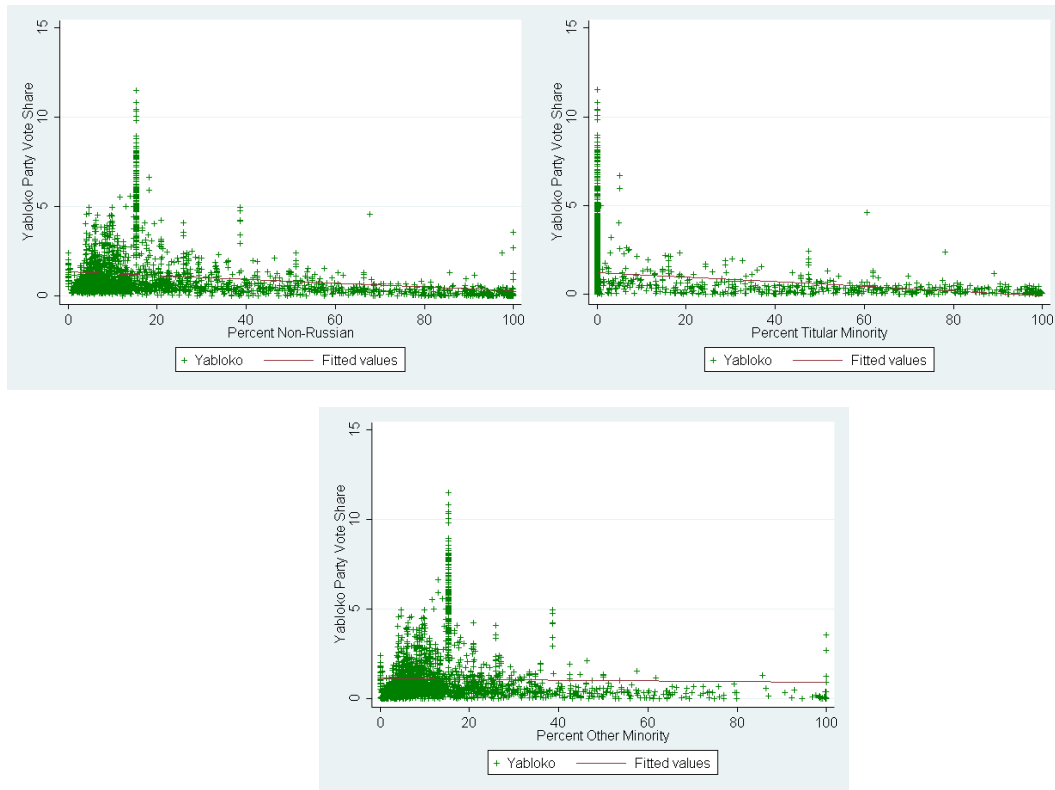 15
10
5
0
Yabloko Party Vote Share
0 20 40 60 80 100
Percent Non-Russian
+ Yabloko Fitted values
15
10
5
0
Yabloko Party Vote Share
0 20 40 60 80 100
Percent Titular Minority
+ Yabloko Fitted values
15
10
5
0
Yabloko Party Vote Share
0 20 40 60 80 100
Percent Other Minority
+ Yabloko Fitted values